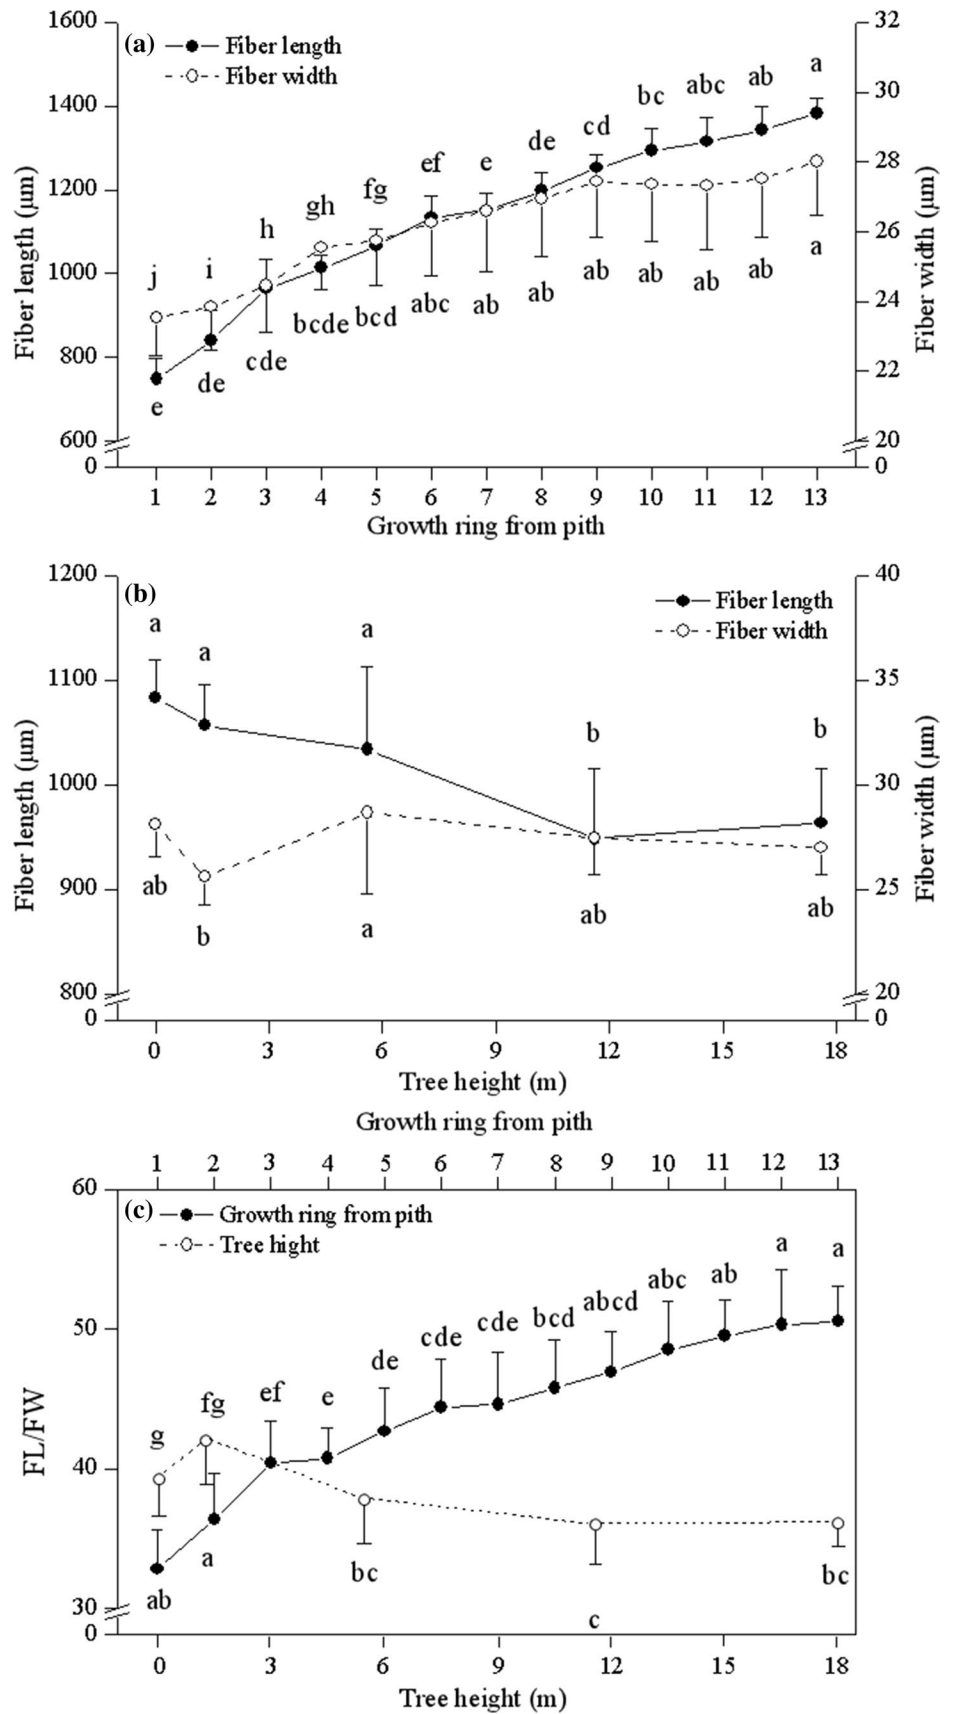 1600
32
(a)
Fiber length
Fiber width
1400
30
1200
28
1000
26
24
800
22
600
20
0
0
Fiber length (μm)
Fiber width (μm)
j i h gh fg ef e de cd bc abc ab a
e de cde bcde bcd abc ab ab ab ab ab ab a
1 2 3 4 5 6 7 8 9 10 11 12 13
Growth ring from pith
1200
40
(b)
Fiber length
Fiber width
1100
35
1000
30
900
25
800
20
0
0
Fiber length (μm)
Fiber width (μm)
a a a b b
ab b a ab ab
0 3 6 9 12 15 18
Tree height (m)
Growth ring from pith
1 2 3 4 5 6 7 8 9 10 11 12 13
60
(c)
Growth ring from pith
Tree hight
50
40
30
0
FL/FW
g fg ef e de cde cde bcd abcd abc ab a a
ab a bc c bc
0 3 6 9 12 15 18
Tree height (m)